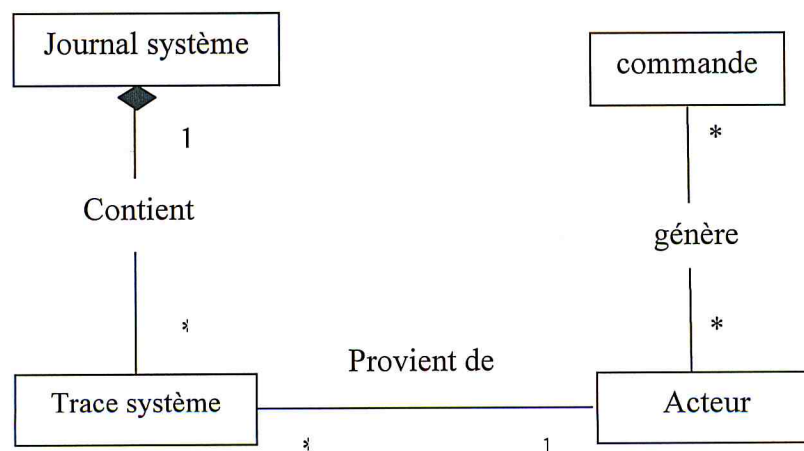 Journal système
commande
1
*
Contient
génère
*
*
Provient de
Trace système
Acteur
*
1